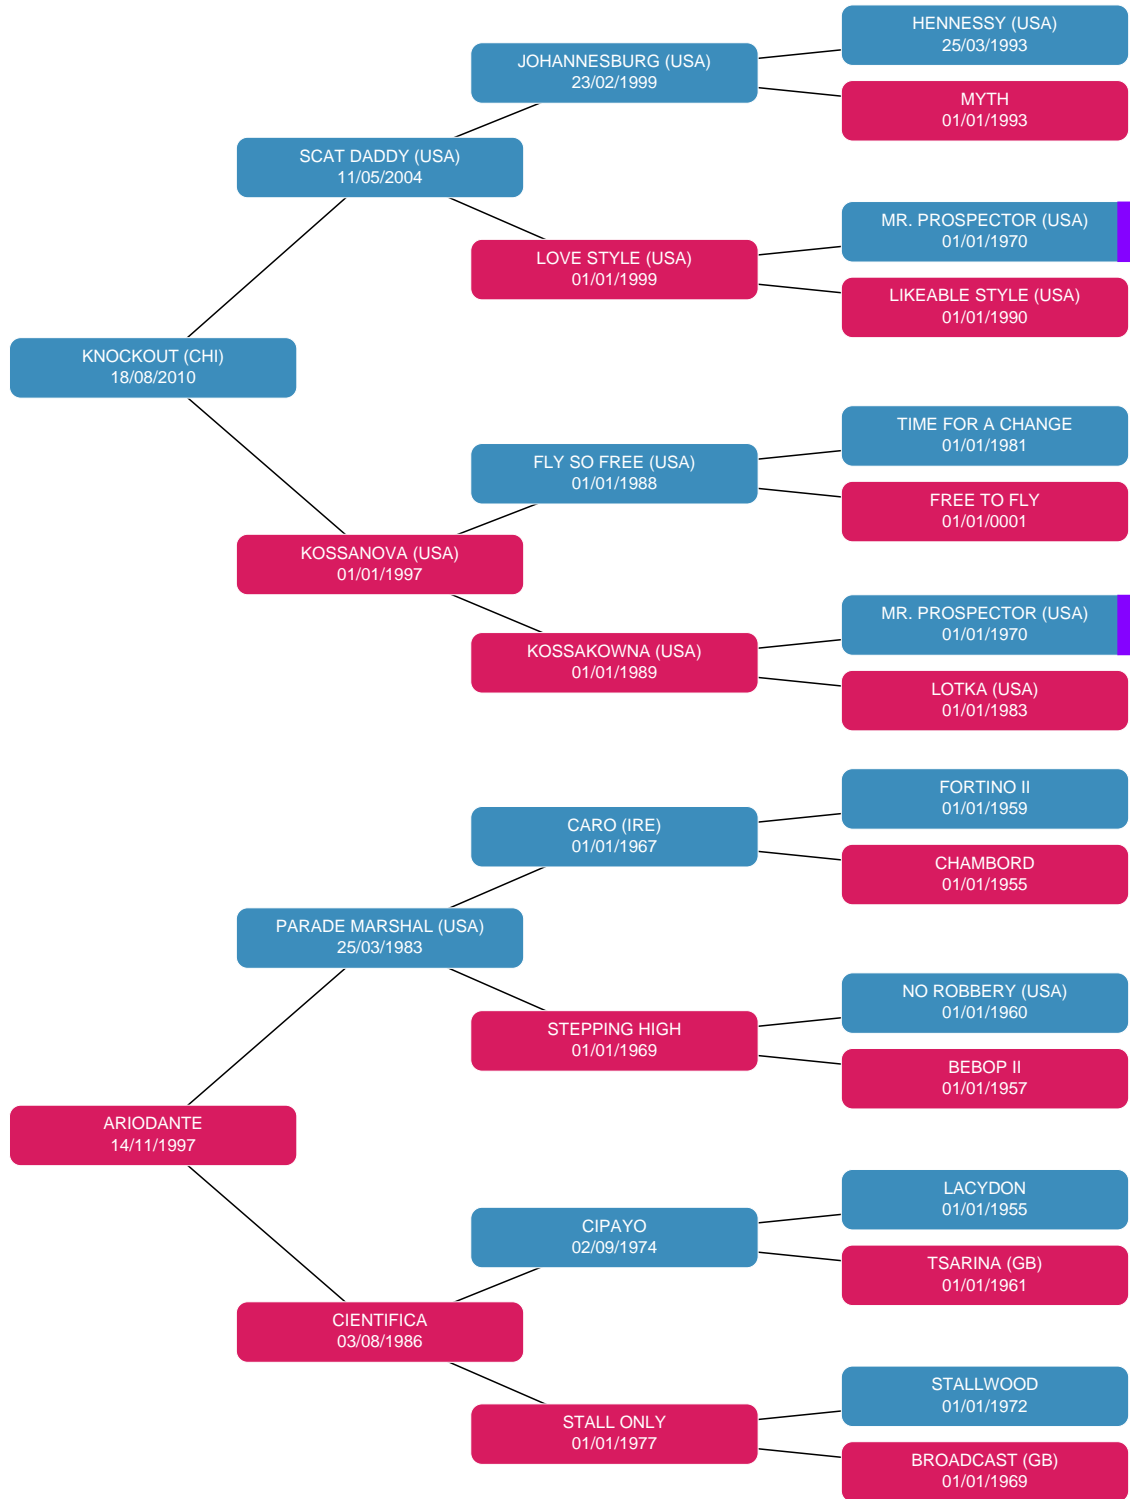 HENNESSY (USA)
25/03/1993
JOHANNESBURG (USA)
23/02/1999
MYTH
01/01/1993
SCAT DADDY (USA)
11/05/2004
MR. PROSPECTOR (USA)
01/01/1970
LOVE STYLE (USA)
01/01/1999
LIKEABLE STYLE (USA)
01/01/1990
KNOCKOUT (CHI)
18/08/2010
TIME FOR A CHANGE
01/01/1981
FLY SO FREE (USA)
01/01/1988
FREE TO FLY
01/01/0001
KOSSANOVA (USA)
01/01/1997
MR. PROSPECTOR (USA)
01/01/1970
KOSSAKOWNA (USA)
01/01/1989
LOTKA (USA)
01/01/1983
FORTINO II
01/01/1959
CARO (IRE)
01/01/1967
CHAMBORD
01/01/1955
PARADE MARSHAL (USA)
25/03/1983
NO ROBBERY (USA)
01/01/1960
STEPPING HIGH
01/01/1969
BEBOP II
01/01/1957
ARIODANTE
14/11/1997
LACYDON
01/01/1955
CIPAYO
02/09/1974
TSARINA (GB)
01/01/1961
CIENTIFICA
03/08/1986
STALLWOOD
01/01/1972
STALL ONLY
01/01/1977
BROADCAST (GB)
01/01/1969